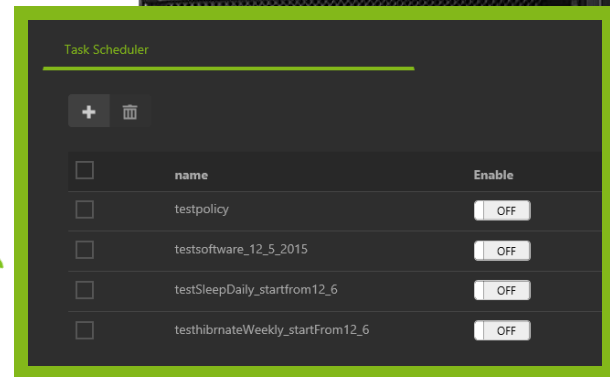 Task Scheduler
name Enable
testpolicy OFF
testsoftware_12_5_2015 OFF
testSleepDaily_startfrom12_6 OFF
testhibrnateWeekly_startFrom12_6 OFF